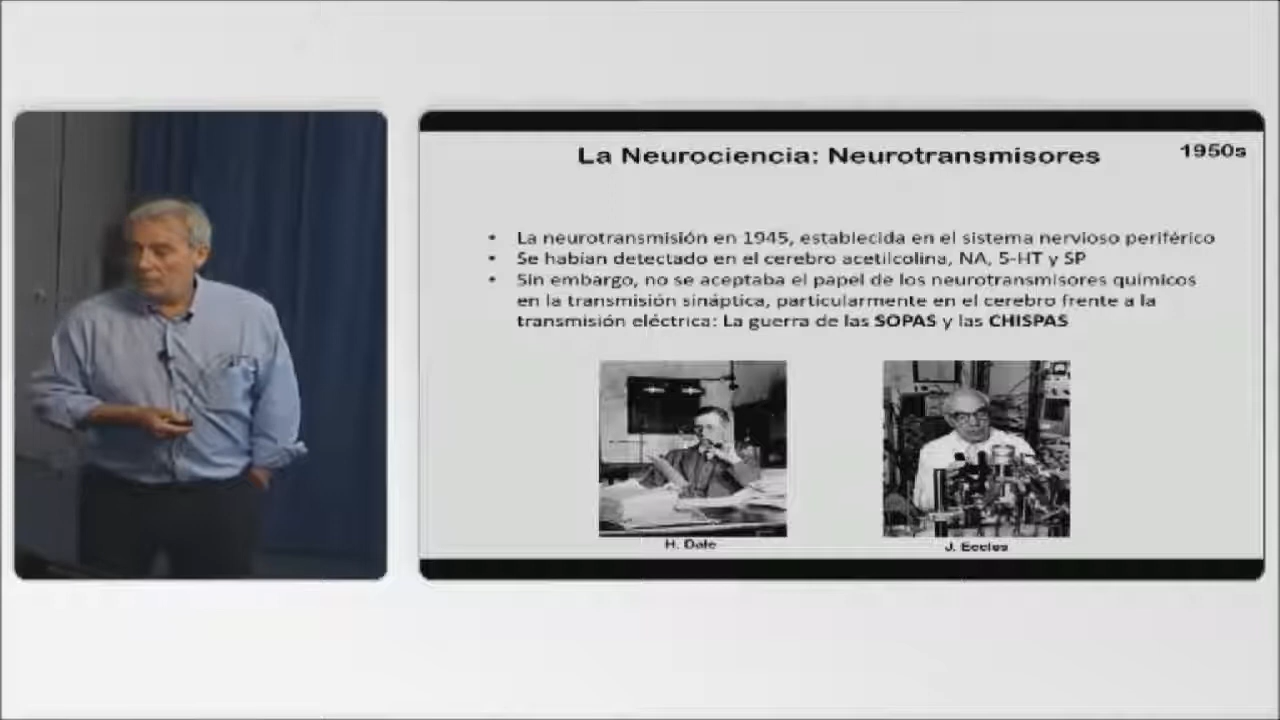 La Neurociencia: Neurotransmisores
1950s
• La neurotransmisión en 1945, establecida en el sistema nervioso periférico
• Se habían detectado en el cerebro acetilcolina, NA, 5-HT y SP
• Sin embargo, no se aceptaba el papel de los neurotransmisores químicos
en la transmisión sináptica, particularmente en el cerebro frente a la
transmisión eléctrica: La guerra de las SOPAS y las CHISPAS
H. Dale
J. Eccles